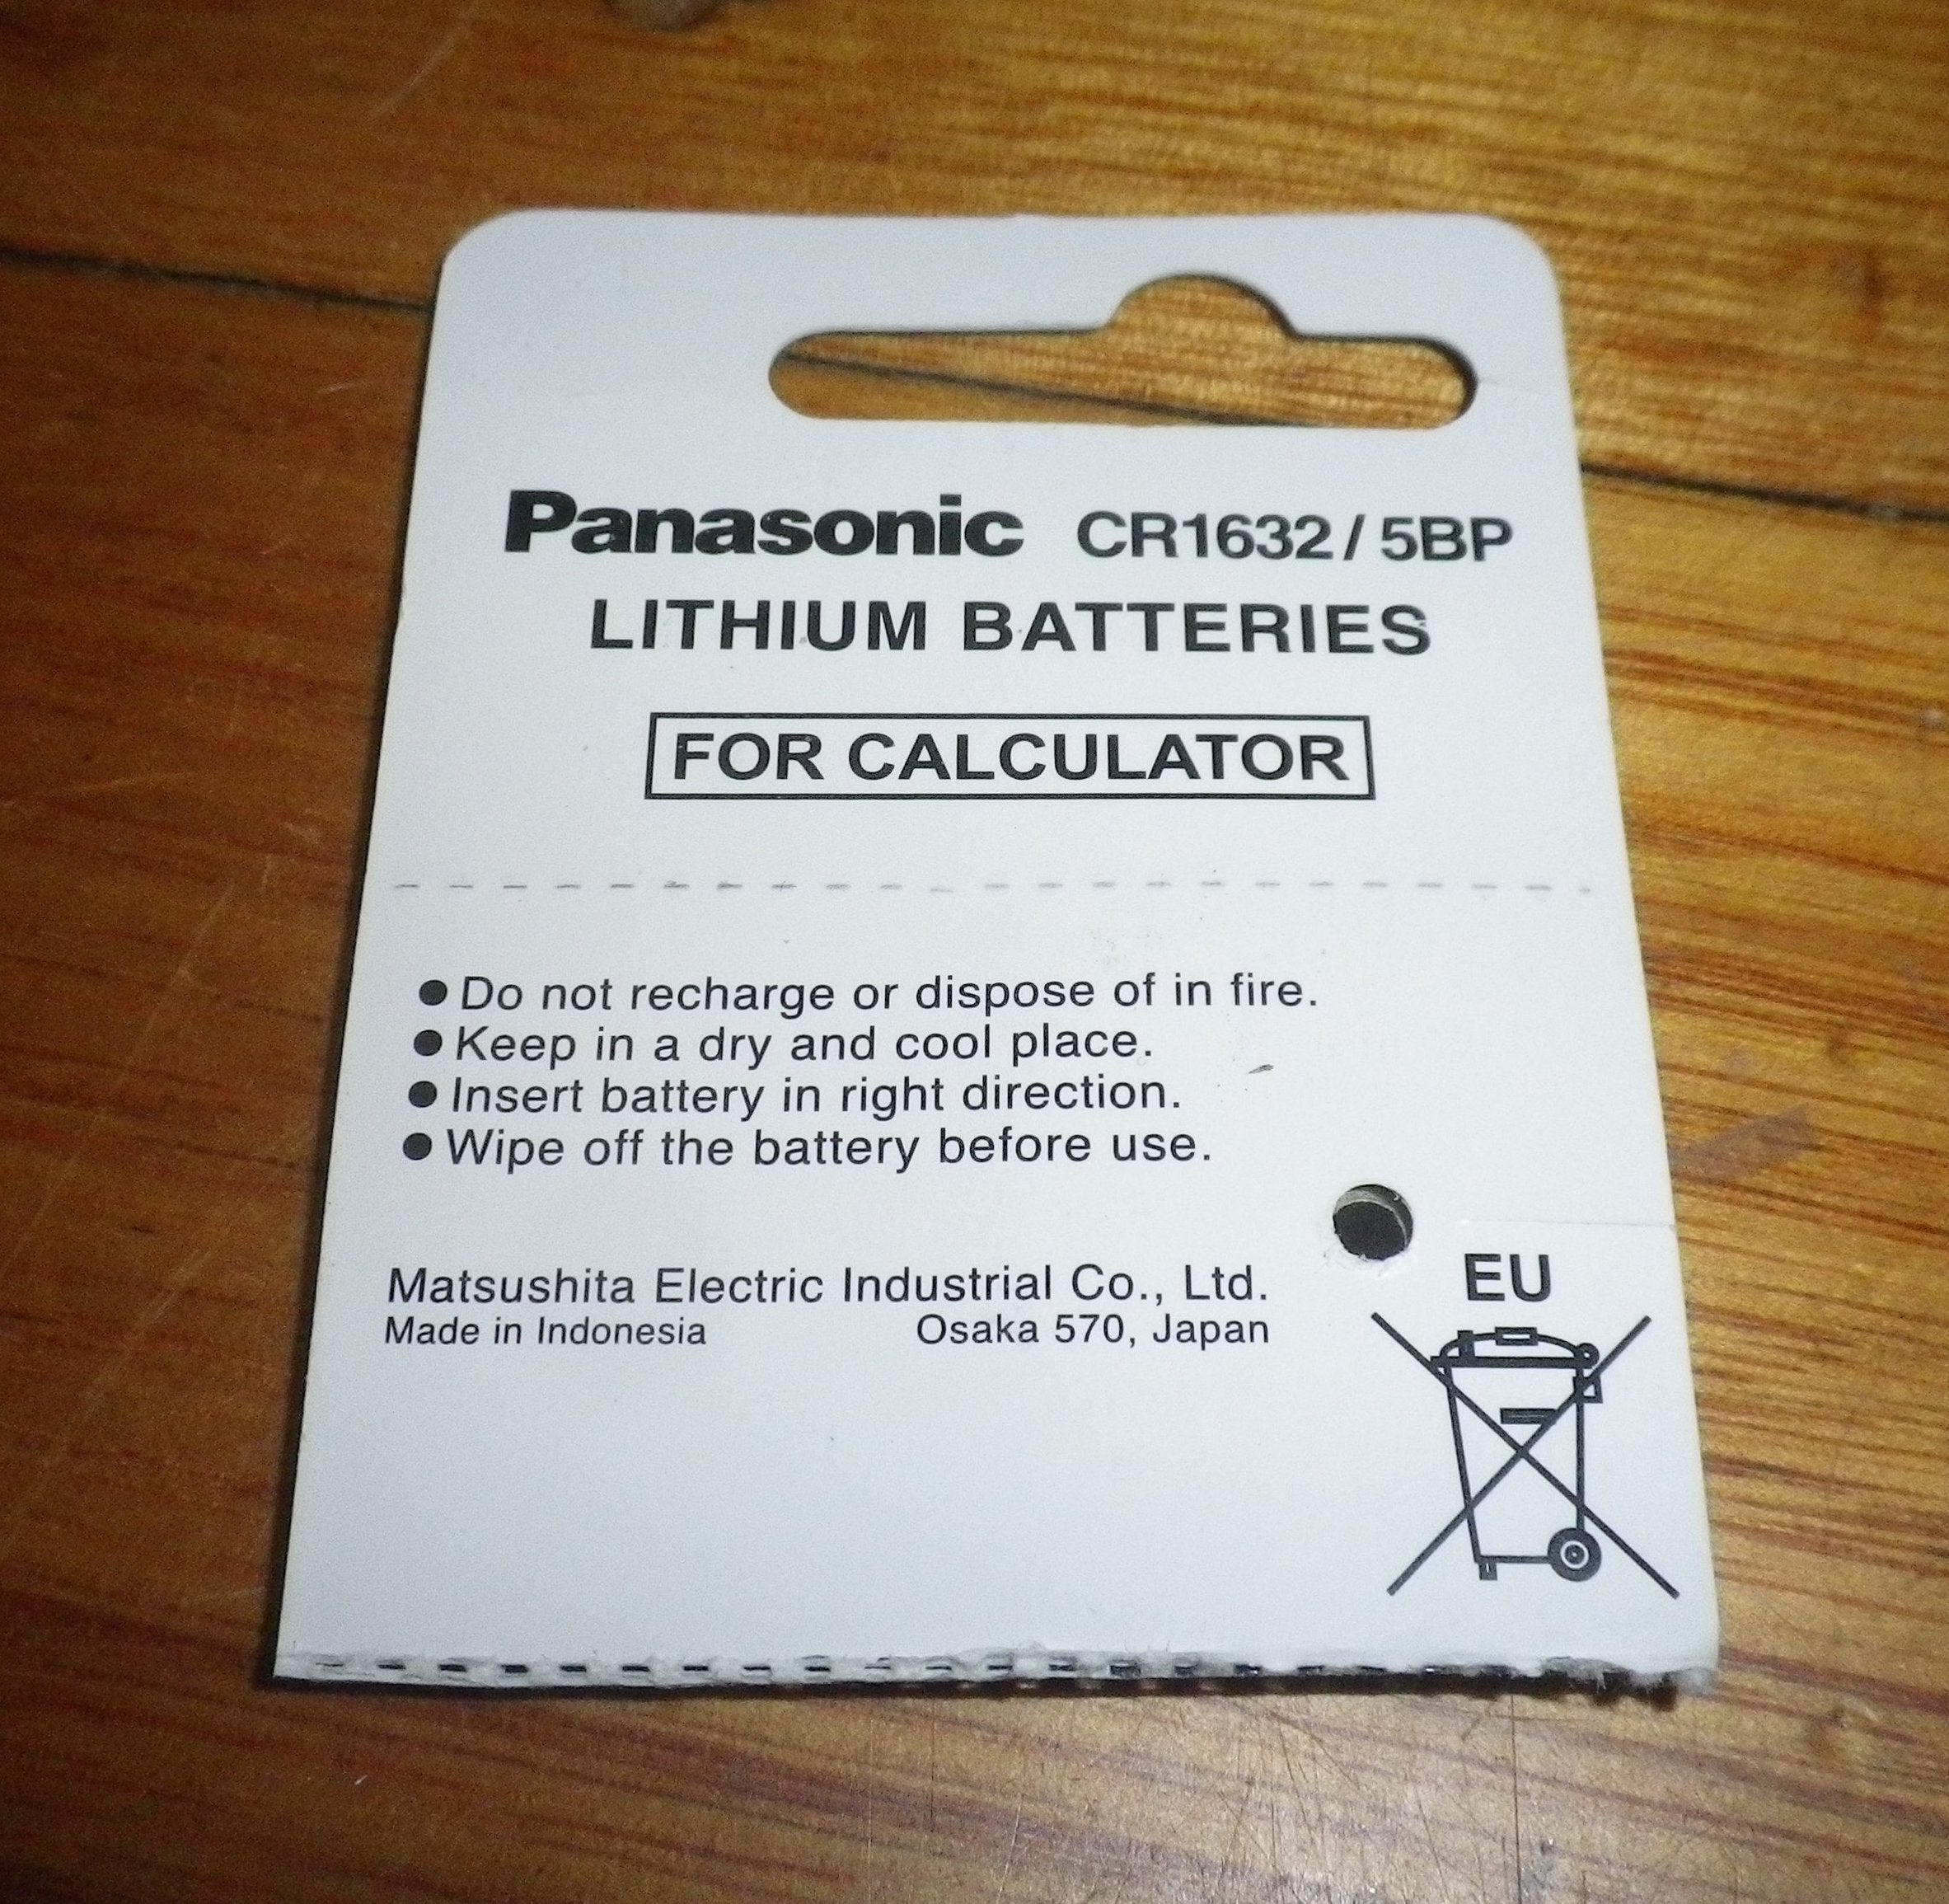 Panasonic CR1632 / 5BP
LITHIUM BATTERIES
FOR CALCULATOR
● Do not recharge or dispose of in fire.
● Keep in a dry and cool place.
● Insert battery in right direction.
● Wipe off the battery before use.
Matsushita Electric Industrial Co., Ltd.
Made in Indonesia Osaka 570, Japan
EU